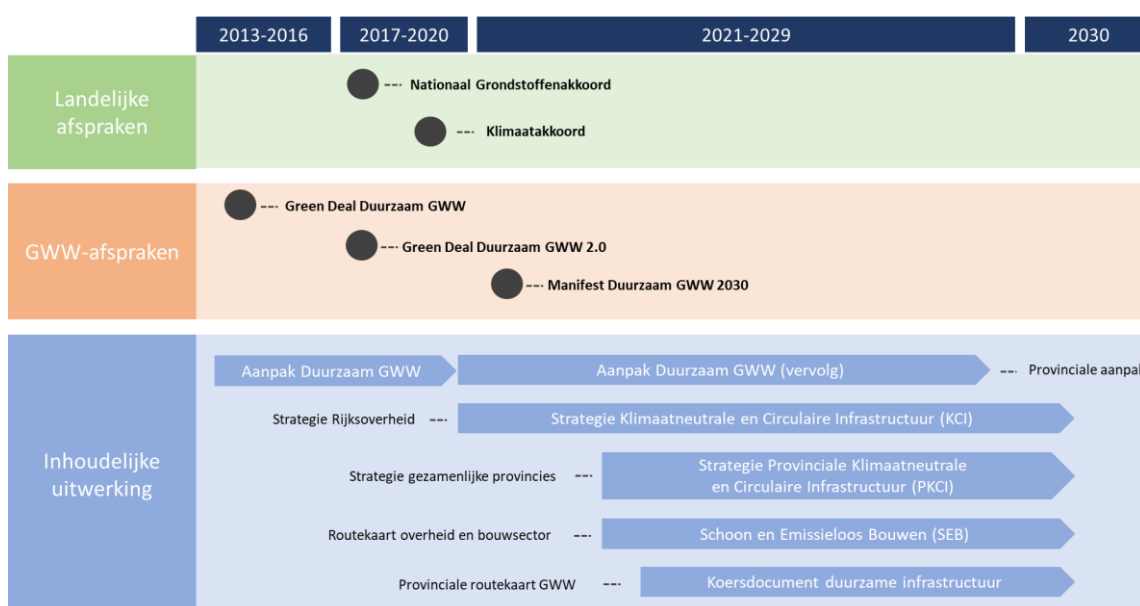 2013-2016
2017-2020
2021-2029
2030
Landelijke
afspraken
Nationaal Grondstoffenakkoord
Klimaatakkoord
GWW-afspraken
Green Deal Duurzaam GWW
Green Deal Duurzaam GWW 2.0
Manifest Duurzaam GWW 2030
Inhoudelijke
uitwerking
Aanpak Duurzaam GWW
Aanpak Duurzaam GWW (vervolg)
Provinciale aanpak
Strategie Rijksoverheid
Strategie Klimaatneutrale en Circulaire Infrastructuur (KCI)
Strategie gezamenlijke provincies
Strategie Provinciale Klimaatneutrale
en Circulaire Infrastructuur (PKCI)
Routekaart overheid en bouwsector
Schoon en Emissieloos Bouwen (SEB)
Provinciale routekaart GWW
Koersdocument duurzame infrastructuur